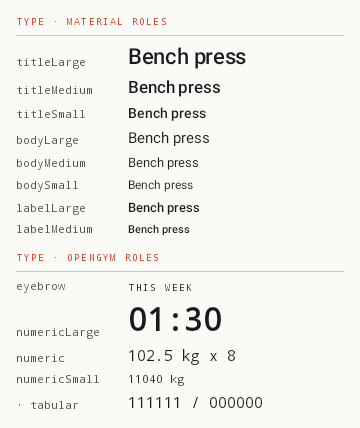 TYPE · MATERIAL ROLES
titleLarge Bench press
titleMedium Bench press
titleSmall Bench press
bodyLarge Bench press
bodyMedium Bench press
bodySmall Bench press
labelLarge Bench press
labelMedium Bench press
TYPE · OPENGYM ROLES
eyebrow THIS WEEK
numericLarge 01:30
numeric 102.5 kg x 8
numericSmall 11040 kg
· tabular 111111 / 000000